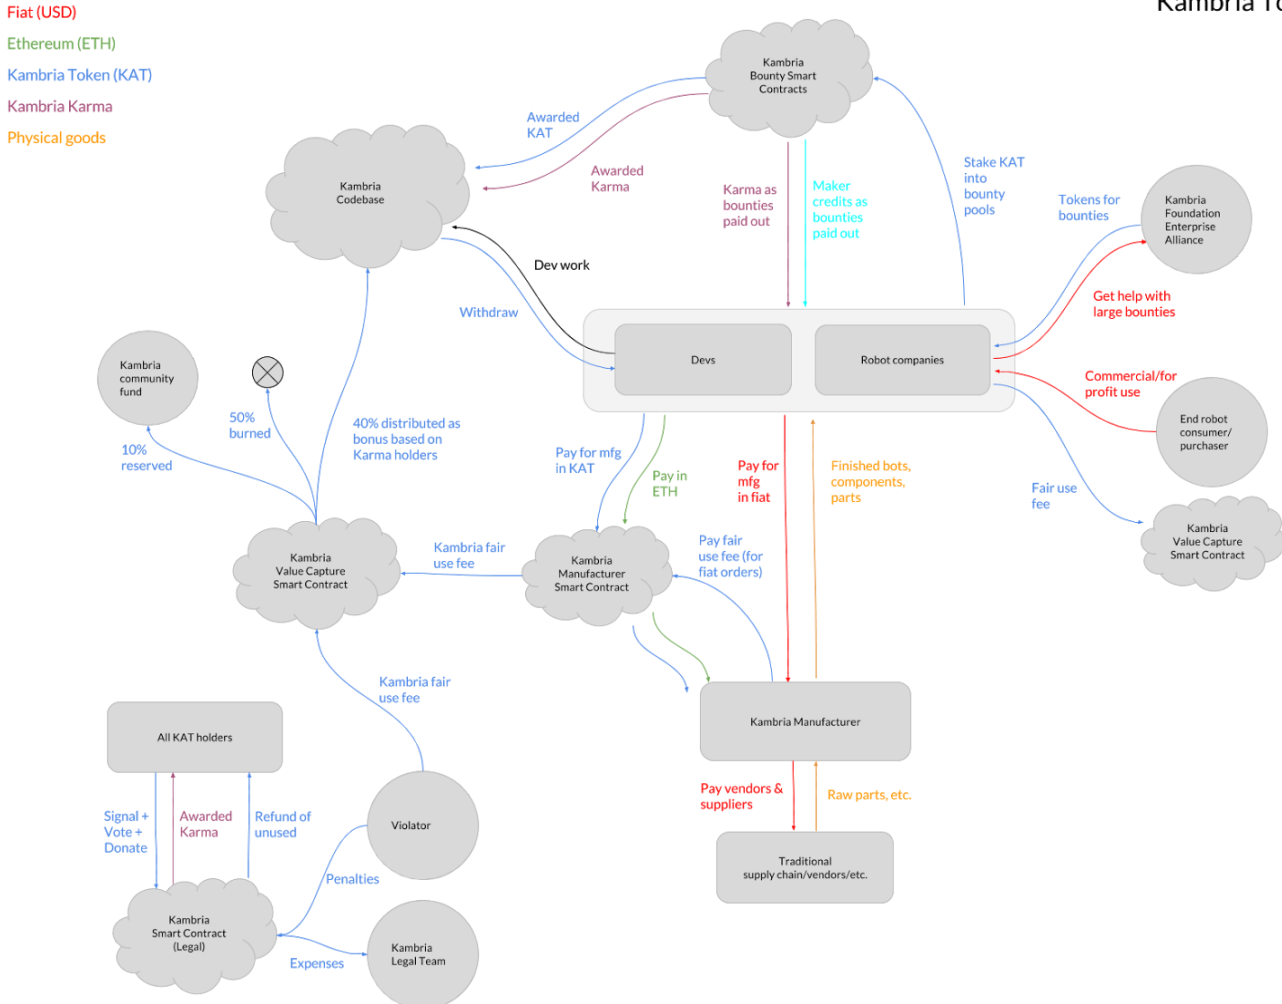 Kambria To
Fiat (USD)
Ethereum (ETH)
Kambria Token (KAT)
Kambria Karma
Physical goods
Kambria
Bounty Smart
Contracts
Awarded
KAT
Awarded
Karma
Kambria
Codebase
Karma as
bounties
paid out
Maker
credits as
bounties
paid out
Stake KAT
into
bounty
pools
Tokens for
bounties
Kambria
Foundation
Enterprise
Alliance
Dev work
Withdraw
Get help with
large bounties
Devs
Robot companies
Kambria
community
fund
Commercial/for
profit use
End robot
consumer/
purchaser
10%
reserved
50%
burned
40% distributed as
bonus based on
Karma holders
Pay for mfg
in KAT
Pay in
ETH
Pay for
mfg
in fiat
Finished bots,
components,
parts
Fair use
fee
Kambria
Value Capture
Smart Contract
Kambria
Value Capture
Smart Contract
Kambria fair
use fee
Kambria
Manufacturer
Smart Contract
Pay fair
use fee (for
fiat orders)
Kambria fair
use fee
All KAT holders
Kambria Manufacturer
Signal +
Vote +
Donate
Awarded
Karma
Refund of
unused
Violator
Pay vendors &
suppliers
Raw parts, etc.
Penalties
Traditional
supply chain/vendors/etc.
Kambria
Smart Contract
(Legal)
Expenses
Kambria
Legal Team